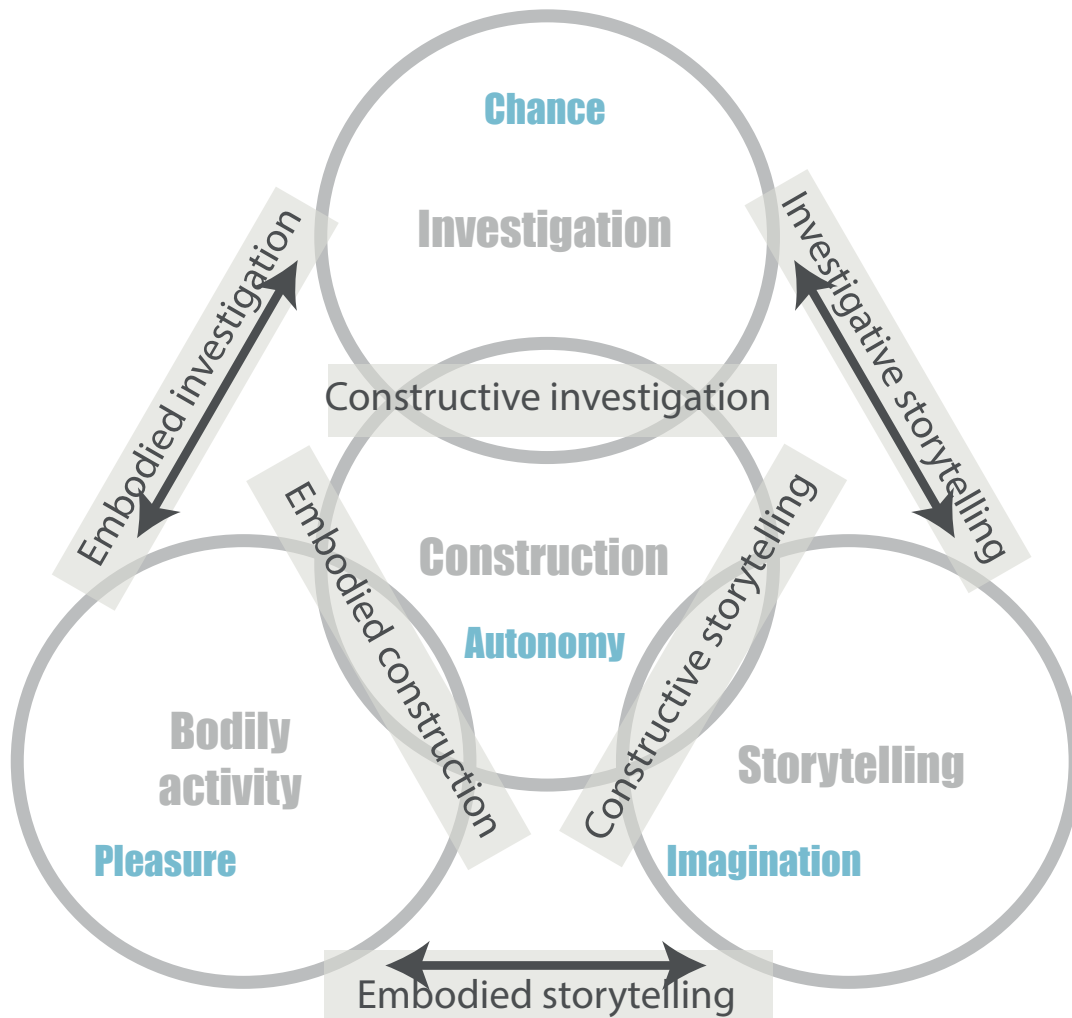 Chance
Investigation
Embodied investigation
Investigative storytelling
Constructive investigation
Embodied construction
Constructive storytelling
Construction
Autonomy
Bodily
activity
Pleasure
Storytelling
Imagination
Embodied storytelling